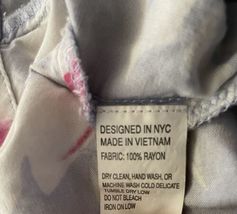 DESIGNED IN NYC
MADE IN VIETNAM
FABRIC: 100% RAYON
DRY CLEAN, HAND WASH, OR
MACHINE WASH COLD DELICATE
TUMBLE DRY LOW
DO NOT BLEACH
IRON ON LOW